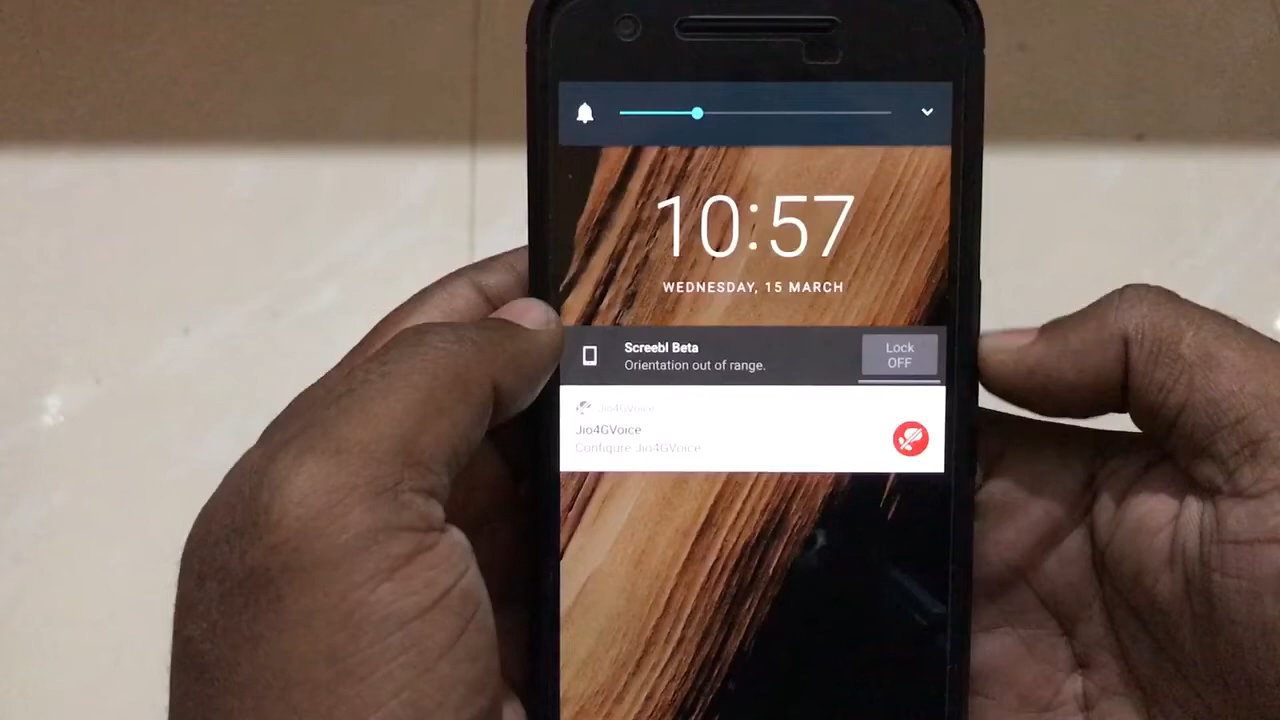 10:57
WEDNESDAY, 15 MARCH
Screebl Beta
Orientation out of range.
Lock
OFF
Jio4GVoice
Jio4GVoice
Configure Jio4GVoice